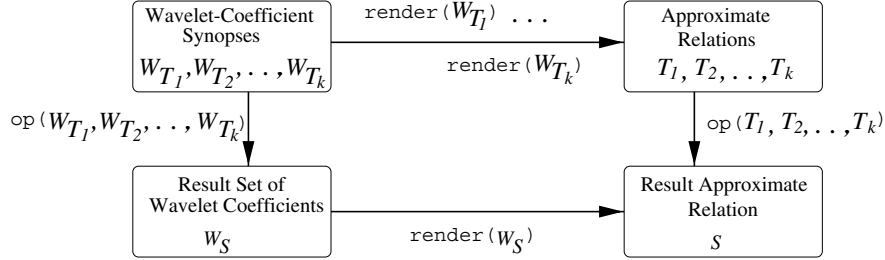 Wavelet-Coefficient
Synopses
W_{T_1}, W_{T_2}, . . , W_{T_k}
render(W_{T_1}) ...
render(W_{T_k})
Approximate
Relations
T_1, T_2, . . , T_k
op(W_{T_1}, W_{T_2}, . . , W_{T_k})
op(T_1, T_2, . . , T_k)
Result Set of
Wavelet Coefficients
W_S
render(W_S)
Result Approximate
Relation
S